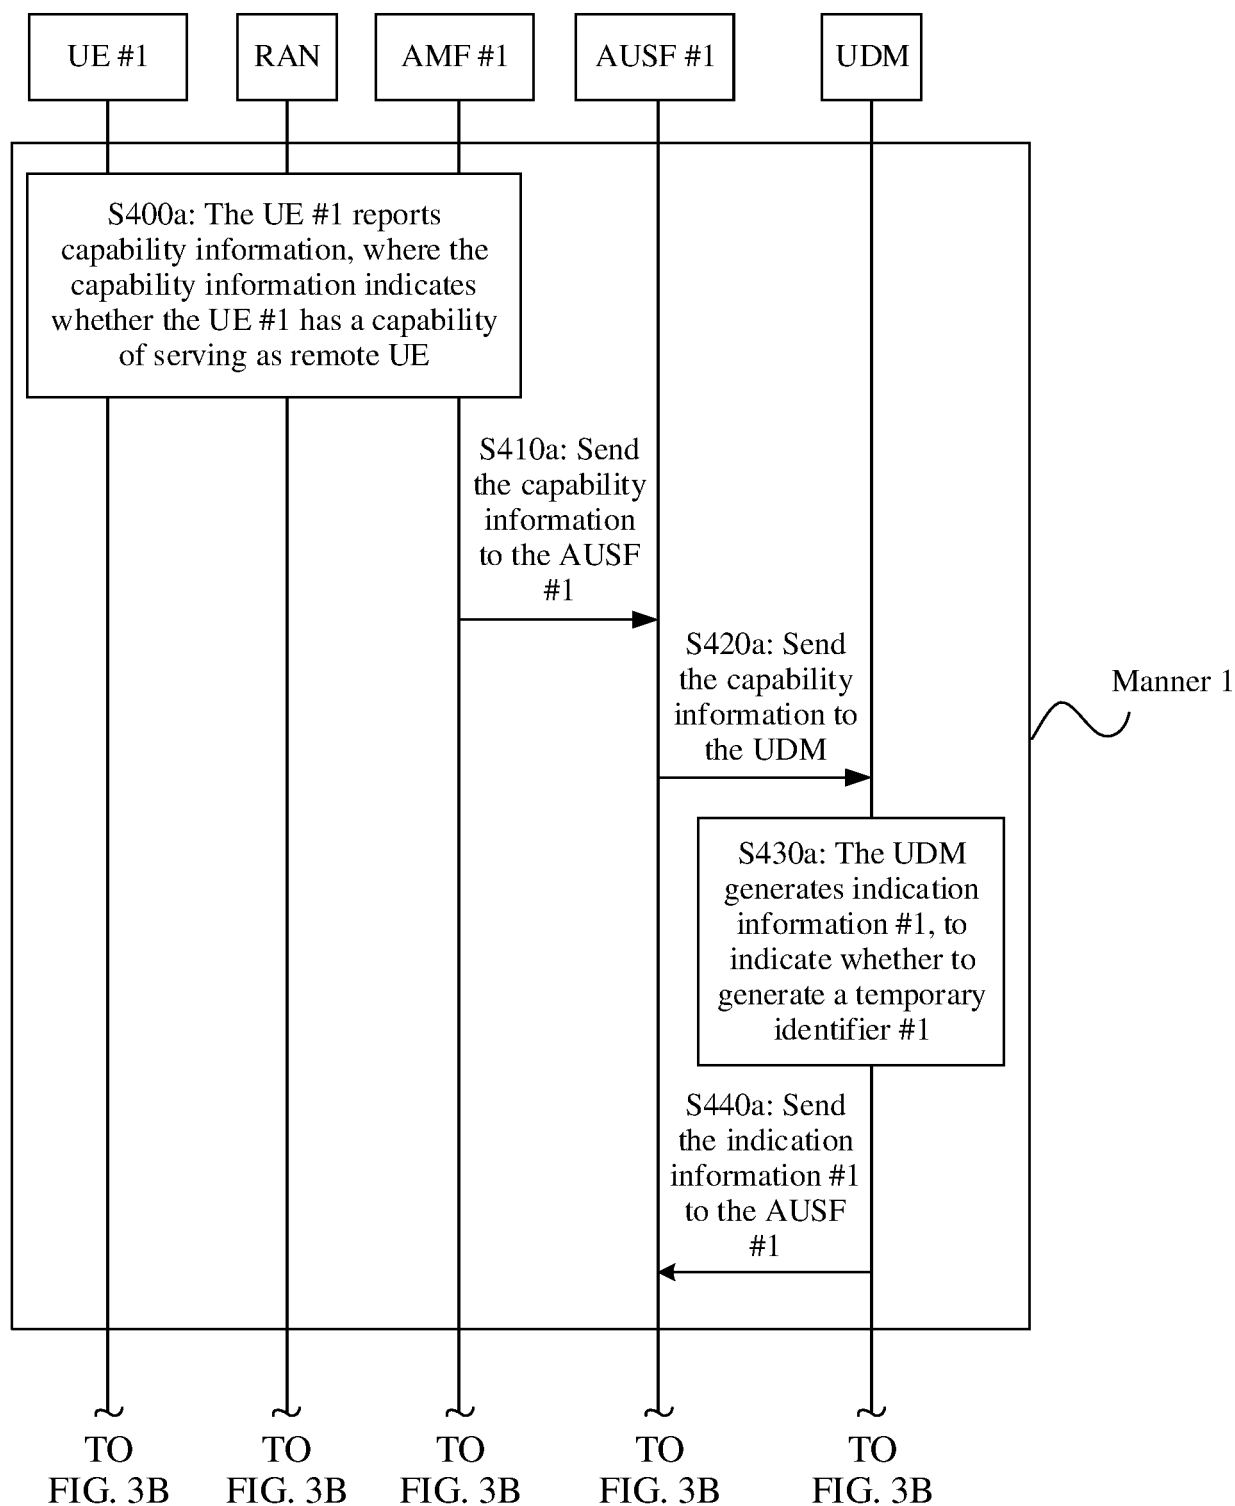 UE #1
RAN
AMF #1
AUSF #1
UDM
S400a: The UE #1 reports
capability information, where the
capability information indicates
whether the UE #1 has a capability
of serving as remote UE
S410a: Send
the capability
information
to the AUSF
#1
S420a: Send
the capability
information to
the UDM
Manner 1
S430a: The UDM
generates indication
information #1, to
indicate whether to
generate a temporary
identifier #1
S440a: Send
the indication
information #1
to the AUSF
#1
TO
FIG. 3B
TO
FIG. 3B
TO
FIG. 3B
TO
FIG. 3B
TO
FIG. 3B